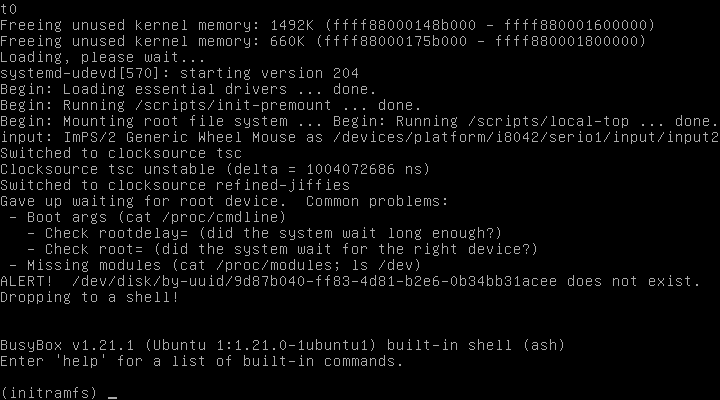 t0
Freeing unused kernel memory: 1492K (ffff88000148b000 - ffff880001600000)
Freeing unused kernel memory: 660K (ffff88000175b000 - ffff880001800000)
Loading, please wait...
systemd-udevd[570]: starting version 204
Begin: Loading essential drivers ... done.
Begin: Running /scripts/init-premount ... done.
Begin: Mounting root file system ... Begin: Running /scripts/local-top ... done.
input: ImPS/2 Generic Wheel Mouse as /devices/platform/i8042/serio1/input/input2
Switched to clocksource tsc
Clocksource tsc unstable (delta = 1004072686 ns)
Switched to clocksource refined-jiffies
Gave up waiting for root device.  Common problems:
 - Boot args (cat /proc/cmdline)
   - Check rootdelay= (did the system wait long enough?)
   - Check root= (did the system wait for the right device?)
 - Missing modules (cat /proc/modules; ls /dev)
ALERT!  /dev/disk/by-uuid/9d87b040-ff83-4d81-b2e6-0b34bb31acee does not exist.
Dropping to a shell!
BusyBox v1.21.1 (Ubuntu 1:1.21.0-1ubuntu1) built-in shell (ash)
Enter 'help' for a list of built-in commands.
(initramfs) _